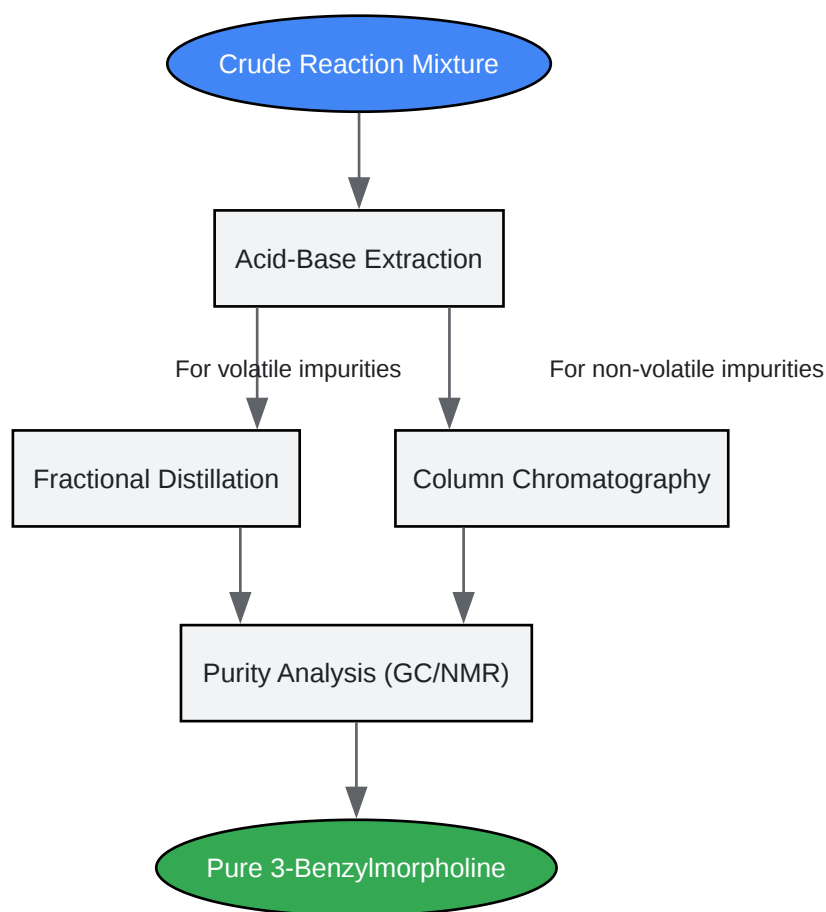 Crude Reaction Mixture
Acid-Base Extraction
For volatile impurities
For non-volatile impurities
Fractional Distillation
Column Chromatography
Purity Analysis (GC/NMR)
Pure 3-Benzylmorpholine